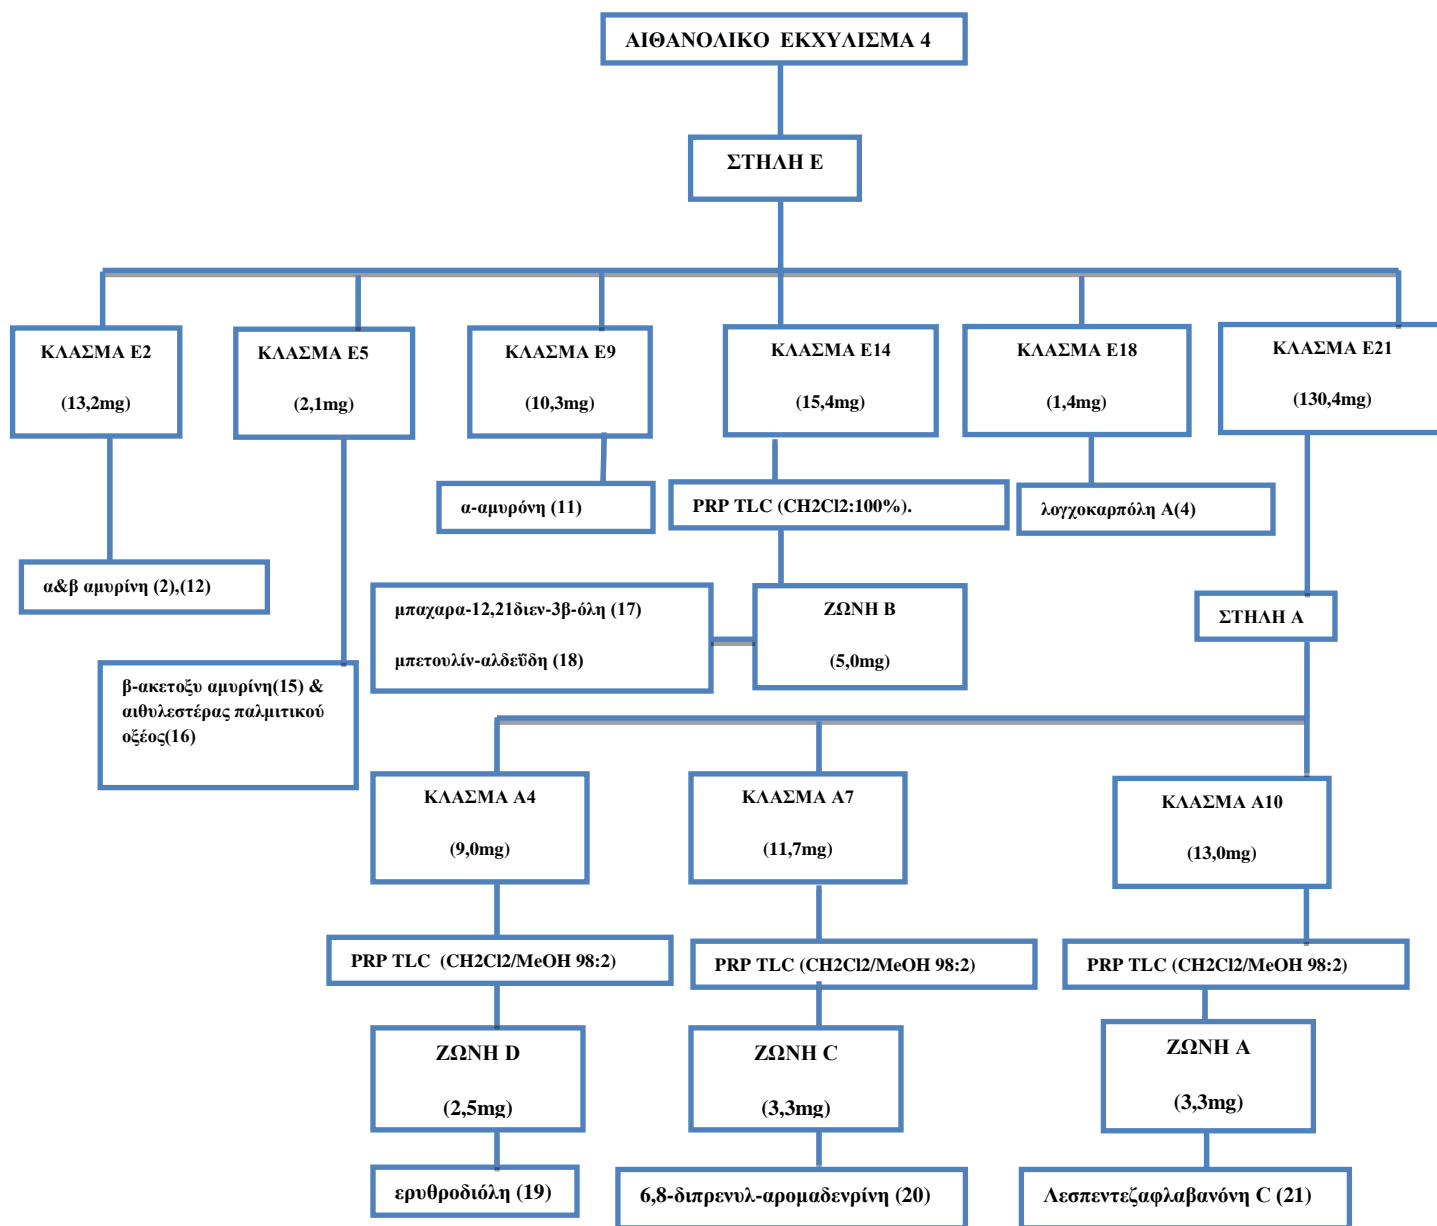 ΑΙΘΑΝΟΛΙΚΟ ΕΚΧΥΛΙΣΜΑ 4
ΣΤΗΛΗ Ε
ΚΛΑΣΜΑ Ε2
(13,2mg)
ΚΛΑΣΜΑ Ε5
(2,1mg)
ΚΛΑΣΜΑ Ε9
(10,3mg)
ΚΛΑΣΜΑ Ε14
(15,4mg)
ΚΛΑΣΜΑ Ε18
(1,4mg)
ΚΛΑΣΜΑ Ε21
(130,4mg)
α-αμυρόνη (11)
PRP TLC (CH2Cl2:100%).
λογχοκαρπόλη Α(4)
α&β αμυρίνη (2),(12)
μπαχαρα-12,21διεν-3β-όλη (17)
μπετουλίν-αλδεΰδη (18)
ΖΩΝΗ Β
(5,0mg)
ΣΤΗΛΗ Α
β-ακετοξυ αμυρίνη(15) &
αιθυλεστέρας παλμιτικού
οξέος(16)
ΚΛΑΣΜΑ Α4
(9,0mg)
ΚΛΑΣΜΑ Α7
(11,7mg)
ΚΛΑΣΜΑ Α10
(13,0mg)
PRP TLC (CH2Cl2/MeOH 98:2)
PRP TLC (CH2Cl2/MeOH 98:2)
PRP TLC (CH2Cl2/MeOH 98:2)
ΖΩΝΗ D
(2,5mg)
ΖΩΝΗ C
(3,3mg)
ΖΩΝΗ Α
(3,3mg)
ερυθροδιόλη (19)
6,8-διπρενυλ-αρομαδενρίνη (20)
Λεσπεντεζαφλαβανόνη C (21)